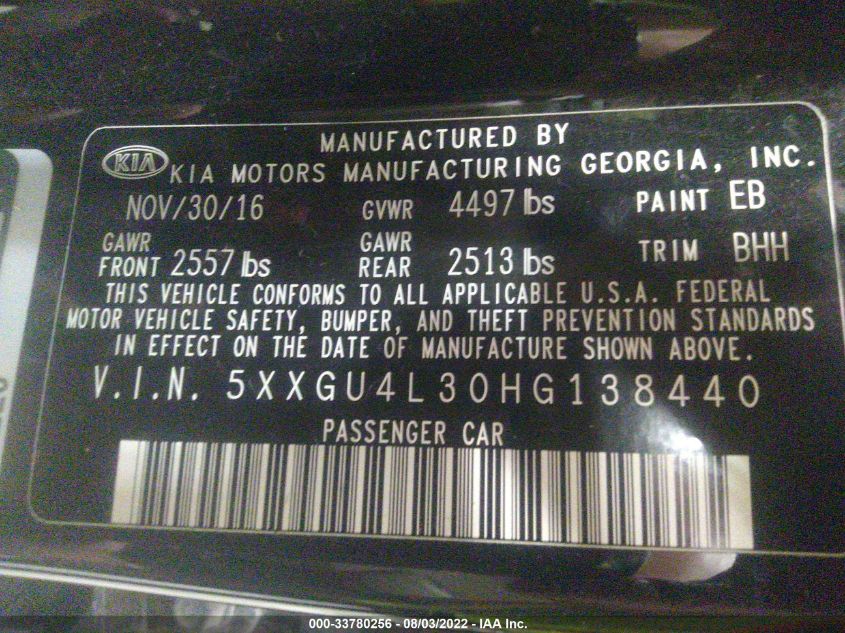 MANUFACTURED BY
KIA KIA MOTORS MANUFACTURING GEORGIA, INC.
NOV/30/16 GVWR 4497 lbs PAINT EB
GAWR GAWR
FRONT 2557 lbs REAR 2513 lbs TRIM BHH
THIS VEHICLE CONFORMS TO ALL APPLICABLE U.S.A. FEDERAL
MOTOR VEHICLE SAFETY, BUMPER, AND THEFT PREVENTION STANDARDS
IN EFFECT ON THE DATE OF MANUFACTURE SHOWN ABOVE.
V.I.N. 5XXGU4L30HG138440
PASSENGER CAR
000-33780256 - 08/03/2022 - IAA Inc.